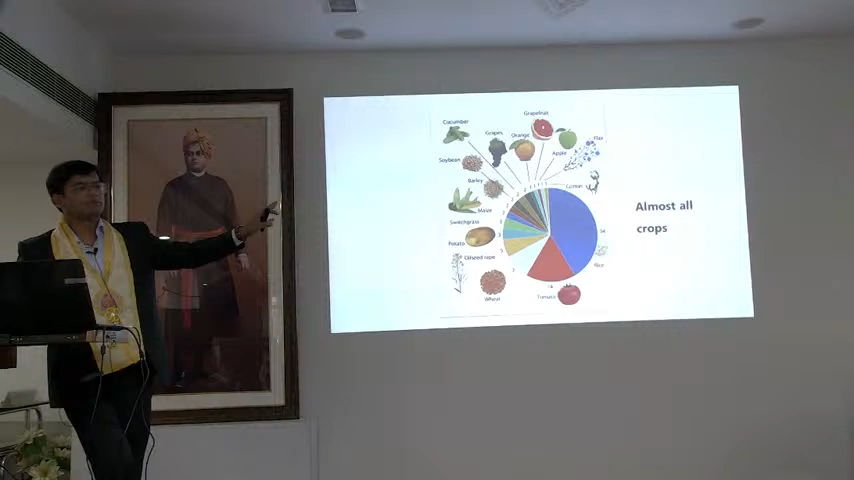 Cucumber
Grapefruit
Grapes
Orange
Flax
Soybean
Apple
Barley
Cotton
Maize
Switchgrass
Potato
Oilseed rape
Rice
Wheat
Tomato
Almost all
crops